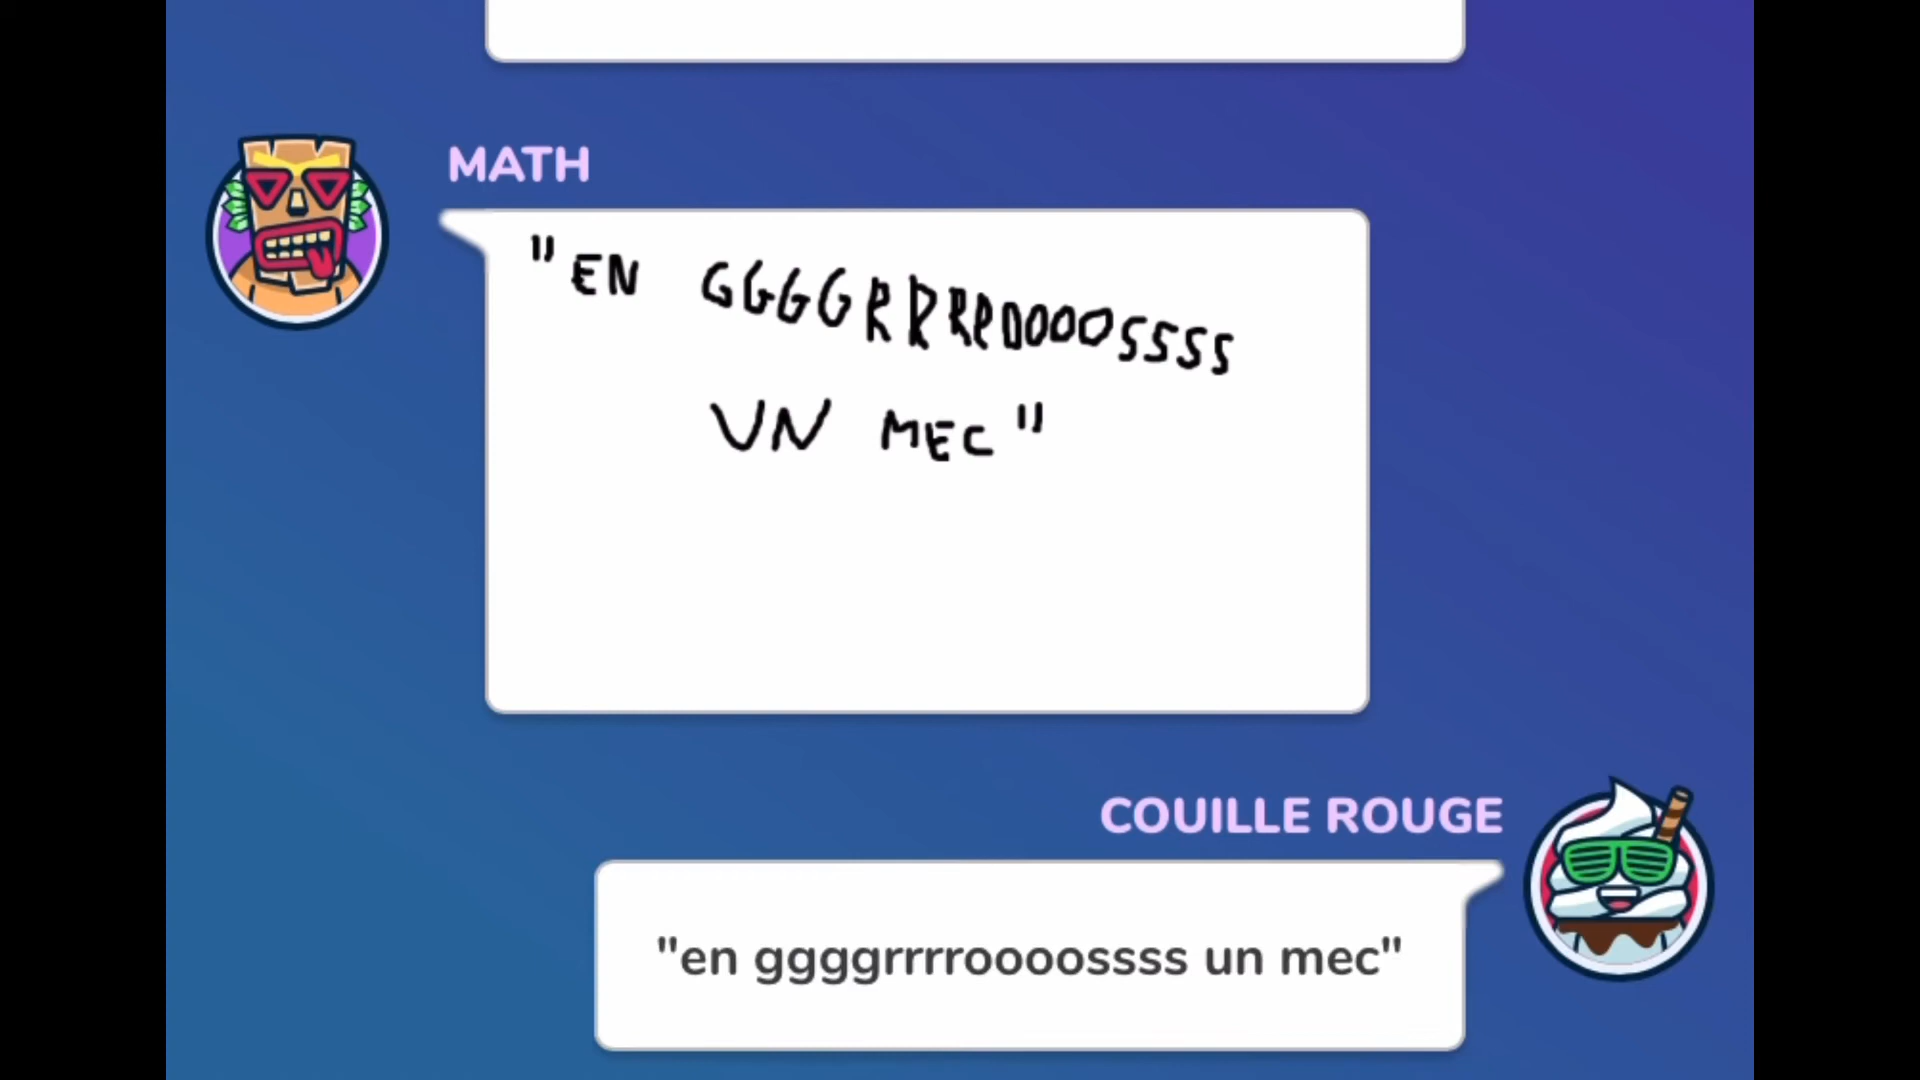 MATH
"EN GGGGRRRROOOOSSSS
UN MEC"
COUILLE ROUGE
"en ggggrrrroooossss un mec"